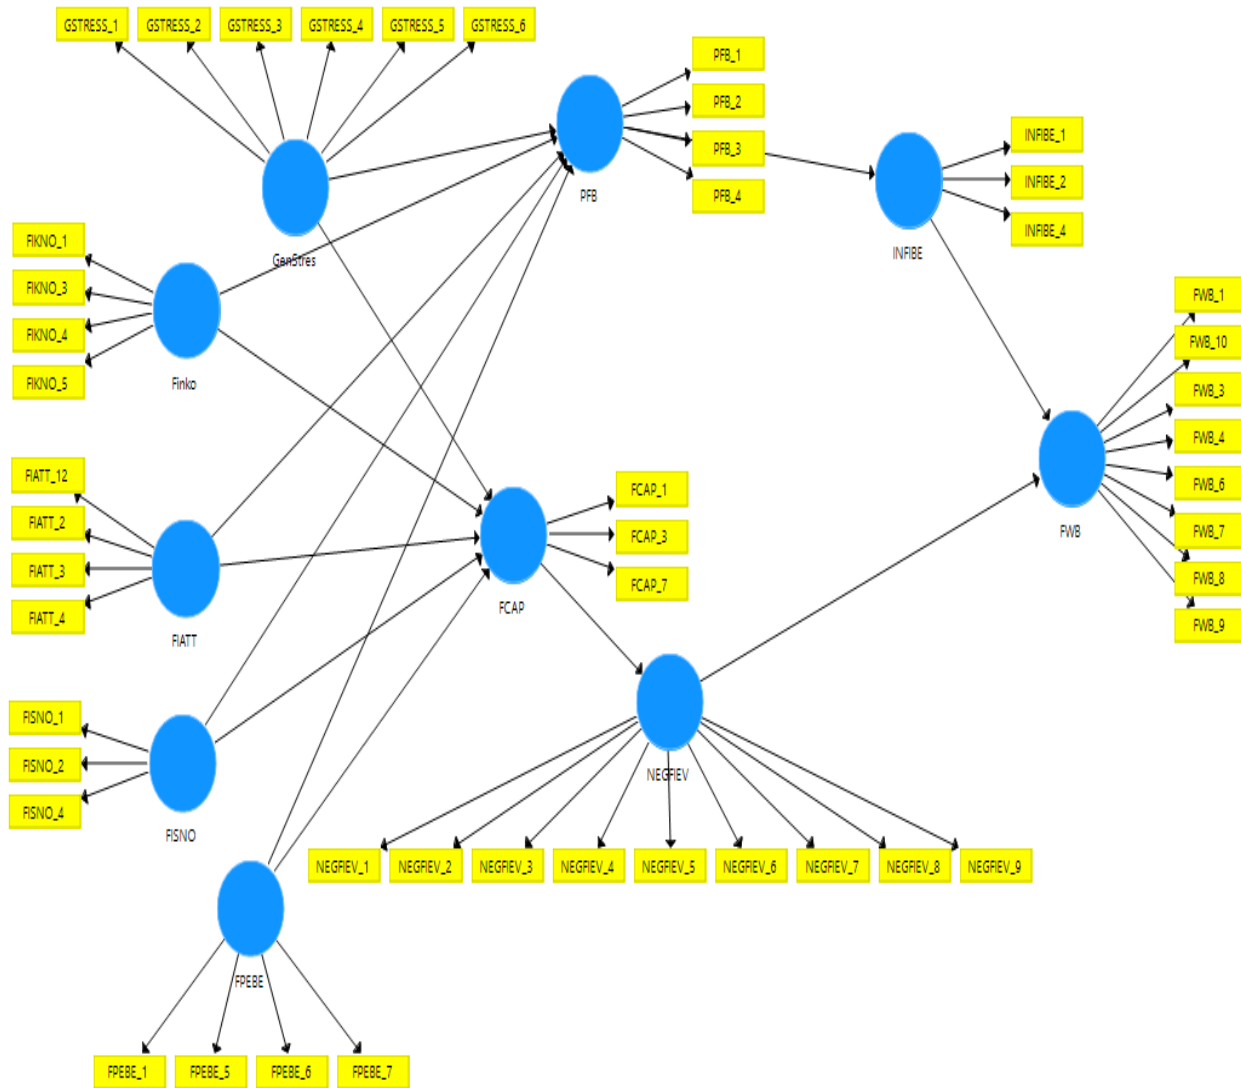 GSTRESS_1
GSTRESS_2
GSTRESS_3
GSTRESS_4
GSTRESS_5
GSTRESS_6
PFB_1
PFB_2
PFB_3
PFB_4
PFB
INFIBE_1
INFIBE_2
INFIBE_4
INFIBE
GenStres
FIKNO_1
FIKNO_3
FIKNO_4
FIKNO_5
Finko
FWB_1
FWB_10
FWB_3
FWB_4
FWB_6
FWB_7
FWB_8
FWB_9
FWB
FIATT_12
FIATT_2
FIATT_3
FIATT_4
FIATT
FCAP_1
FCAP_3
FCAP_7
FCAP
FISNO_1
FISNO_2
FISNO_4
FISNO
NEGFIEV
NEGFIEV_1
NEGFIEV_2
NEGFIEV_3
NEGFIEV_4
NEGFIEV_5
NEGFIEV_6
NEGFIEV_7
NEGFIEV_8
NEGFIEV_9
FPEBE
FPEBE_1
FPEBE_5
FPEBE_6
FPEBE_7